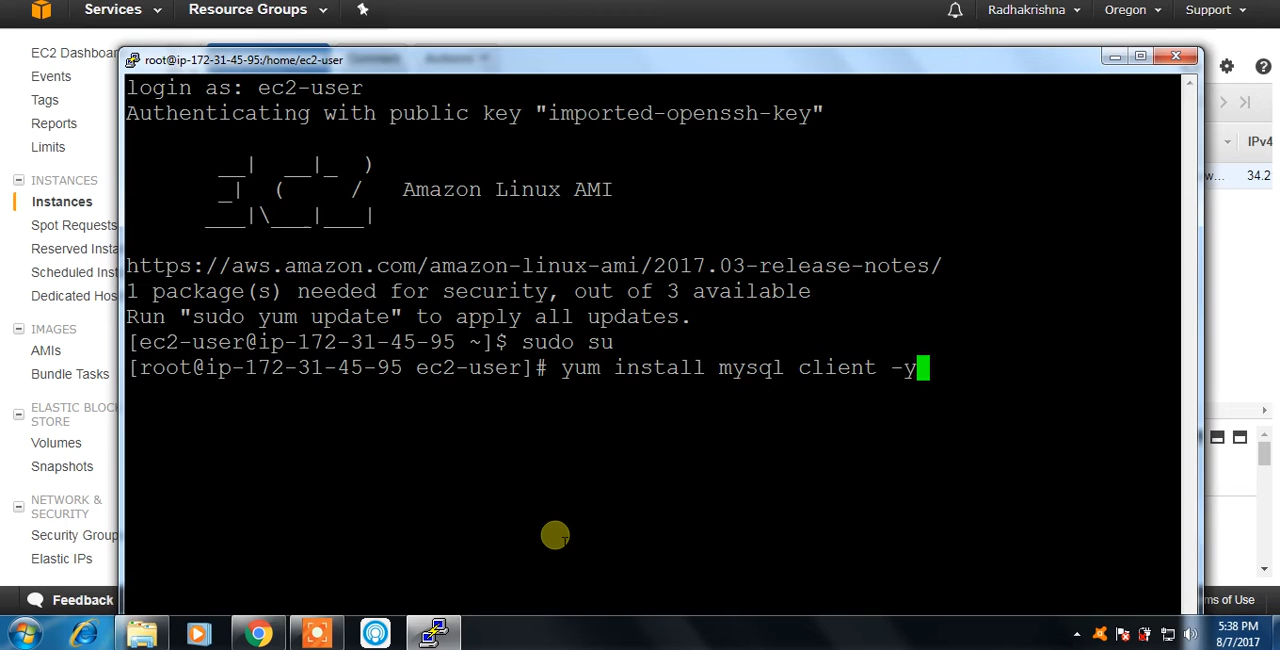 Services Resource Groups Radhakrishna Oregon Support
EC2 Dashboar
Events
Tags
Reports
Limits
INSTANCES
Instances
Spot Requests
Reserved Insta
Scheduled Inst
Dedicated Hos
IMAGES
AMIs
Bundle Tasks
ELASTIC BLOCK
STORE
Volumes
Snapshots
NETWORK &
SECURITY
Security Group
Elastic IPs
Feedback
root@ip-172-31-45-95:/home/ec2-user
login as: ec2-user
Authenticating with public key "imported-openssh-key"
Amazon Linux AMI
https://aws.amazon.com/amazon-linux-ami/2017.03-release-notes/
1 package(s) needed for security, out of 3 available
Run "sudo yum update" to apply all updates.
[ec2-user@ip-172-31-45-95 ~]$ sudo su
[root@ip-172-31-45-95 ec2-user]# yum install mysql client -y
IPv4
w... 34.2
ms of Use
5:38 PM
8/7/2017